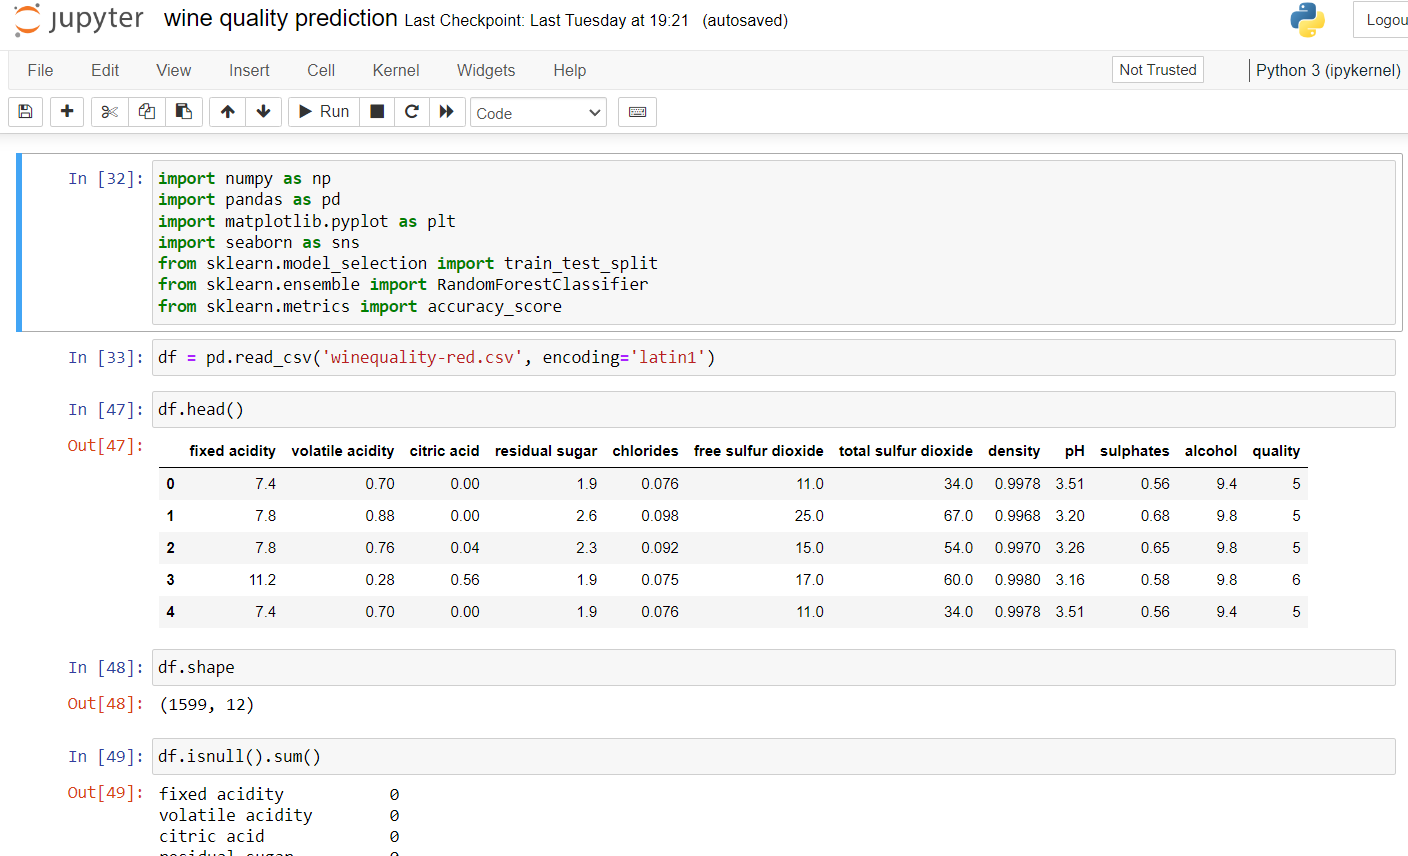 jupyter wine quality prediction Last Checkpoint: Last Tuesday at 19:21 (autosaved)
Logou
File Edit View Insert Cell Kernel Widgets Help Not Trusted Python 3 (ipykernel)
Run Code
In [32]: import numpy as np
import pandas as pd
import matplotlib.pyplot as plt
import seaborn as sns
from sklearn.model_selection import train_test_split
from sklearn.ensemble import RandomForestClassifier
from sklearn.metrics import accuracy_score
In [33]: df = pd.read_csv('winequality-red.csv', encoding='latin1')
In [47]: df.head()
Out[47]:
fixed acidity volatile acidity citric acid residual sugar chlorides free sulfur dioxide total sulfur dioxide density pH sulphates alcohol quality
0 7.4 0.70 0.00 1.9 0.076 11.0 34.0 0.9978 3.51 0.56 9.4 5
1 7.8 0.88 0.00 2.6 0.098 25.0 67.0 0.9968 3.20 0.68 9.8 5
2 7.8 0.76 0.04 2.3 0.092 15.0 54.0 0.9970 3.26 0.65 9.8 5
3 11.2 0.28 0.56 1.9 0.075 17.0 60.0 0.9980 3.16 0.58 9.8 6
4 7.4 0.70 0.00 1.9 0.076 11.0 34.0 0.9978 3.51 0.56 9.4 5
In [48]: df.shape
Out[48]: (1599, 12)
In [49]: df.isnull().sum()
Out[49]: fixed acidity 0
volatile acidity 0
citric acid 0
residual sugar 0